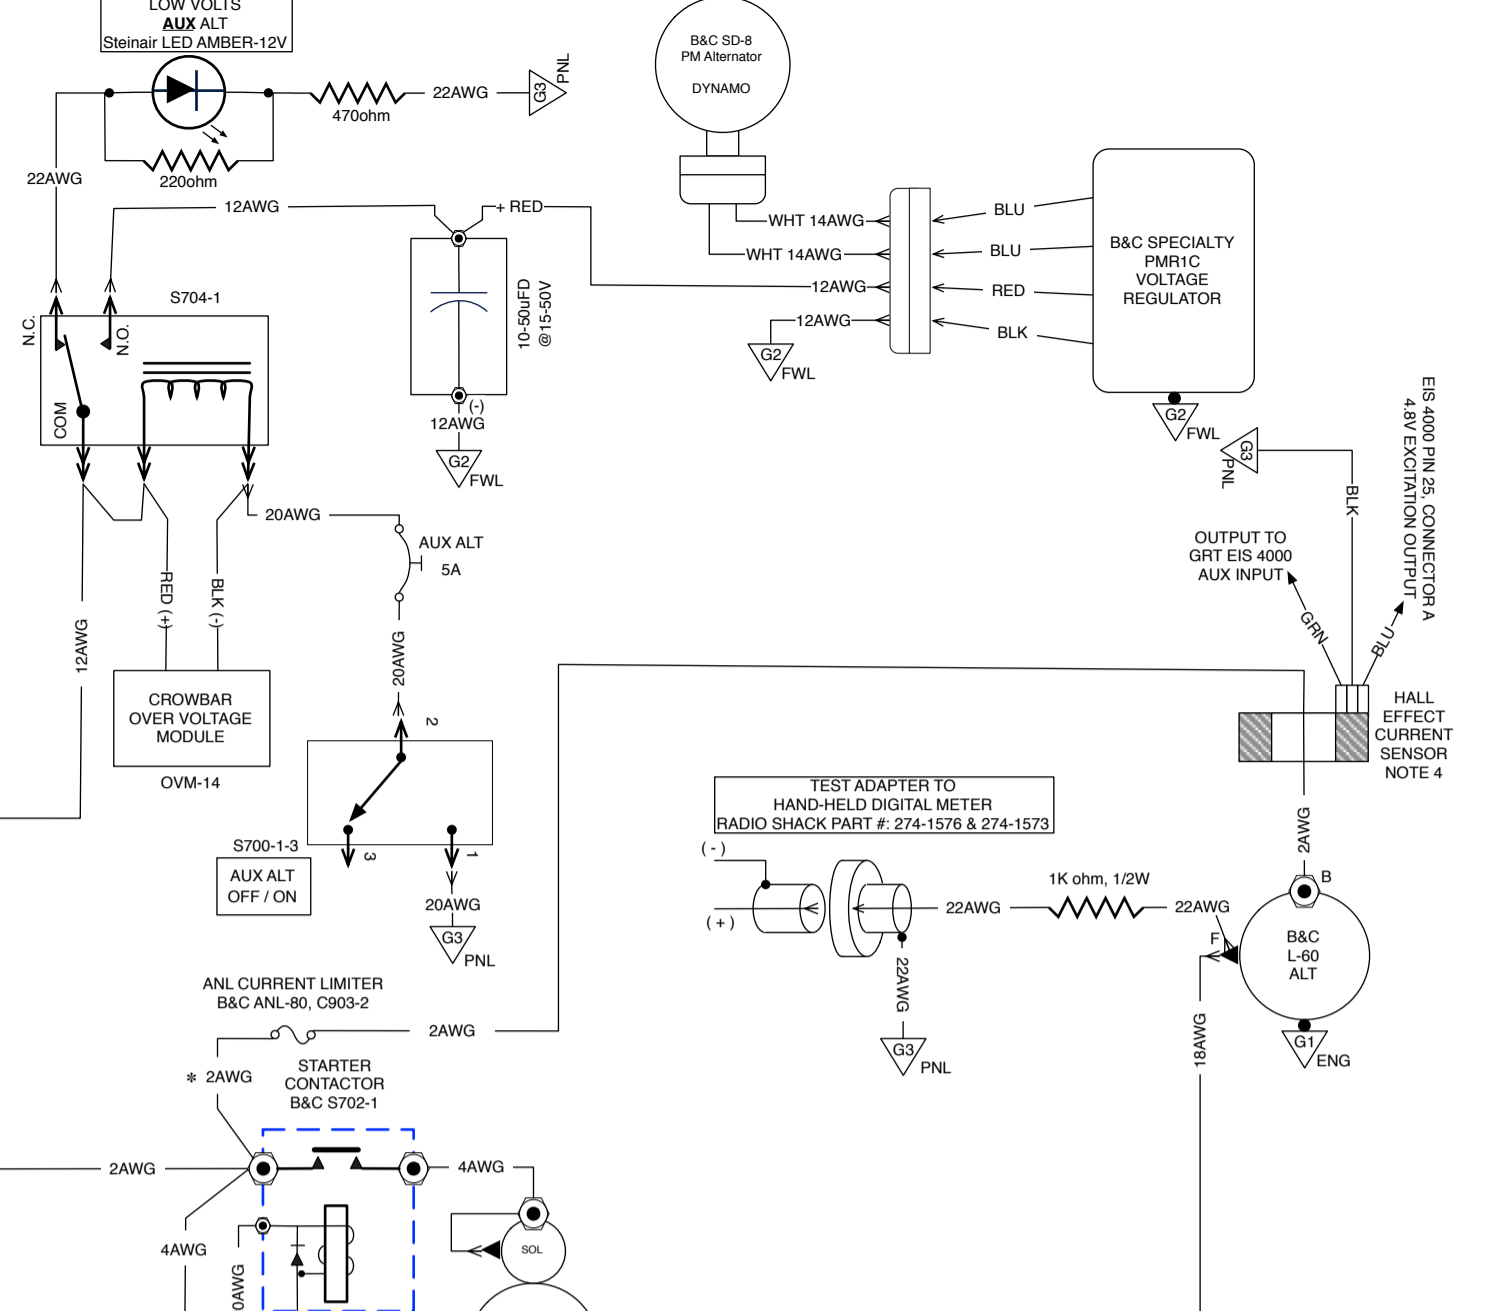 LOW VOLTS
AUX ALT
Steinair LED AMBER-12V
470ohm
22AWG
G3
PNL
220ohm
22AWG
B&C SD-8
PM Alternator
DYNAMO
12AWG
+ RED
WHT 14AWG
WHT 14AWG
12AWG
12AWG
G2
FWL
BLU
BLU
RED
BLK
B&C SPECIALTY
PMR1C
VOLTAGE
REGULATOR
G2
FWL
S704-1
N.C.
N.O.
COM
10-50uFD
@15-50V
(-)
12AWG
G2
FWL
20AWG
AUX ALT
5A
RED (+)
BLK (-)
12AWG
20AWG
CROWBAR
OVER VOLTAGE
MODULE
OVM-14
2
3
1
S700-1-3
AUX ALT
OFF / ON
20AWG
G3
PNL
G3
PNL
BLK
EIS 4000 PIN 25, CONNECTOR A
4.8V EXCITATION OUTPUT
OUTPUT TO
GRT EIS 4000
AUX INPUT
GRN
BLU
HALL
EFFECT
CURRENT
SENSOR
NOTE 4
2AWG
TEST ADAPTER TO
HAND-HELD DIGITAL METER
RADIO SHACK PART #: 274-1576 & 274-1573
( - )
( + )
22AWG
1K ohm, 1/2W
22AWG
22AWG
G3
PNL
B
F
B&C
L-60
ALT
G1
ENG
18AWG
ANL CURRENT LIMITER
B&C ANL-80, C903-2
2AWG
* 2AWG
STARTER
CONTACTOR
B&C S702-1
2AWG
4AWG
4AWG
0AWG
SOL